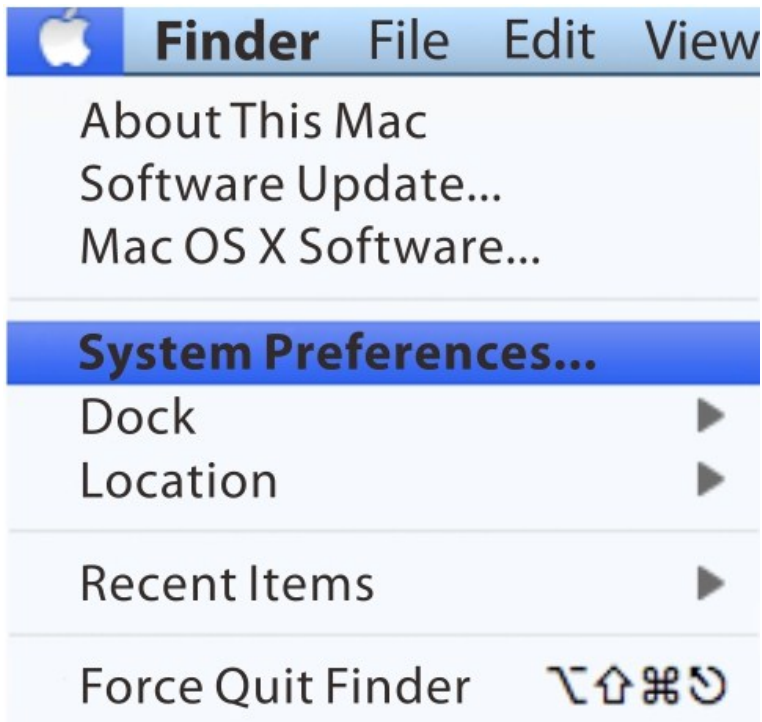 Finder File Edit View
About This Mac
Software Update...
Mac OS X Software...
System Preferences...
Dock ▶
Location ▶
Recent Items ▶
Force Quit Finder ⌥⇧⌘⎋